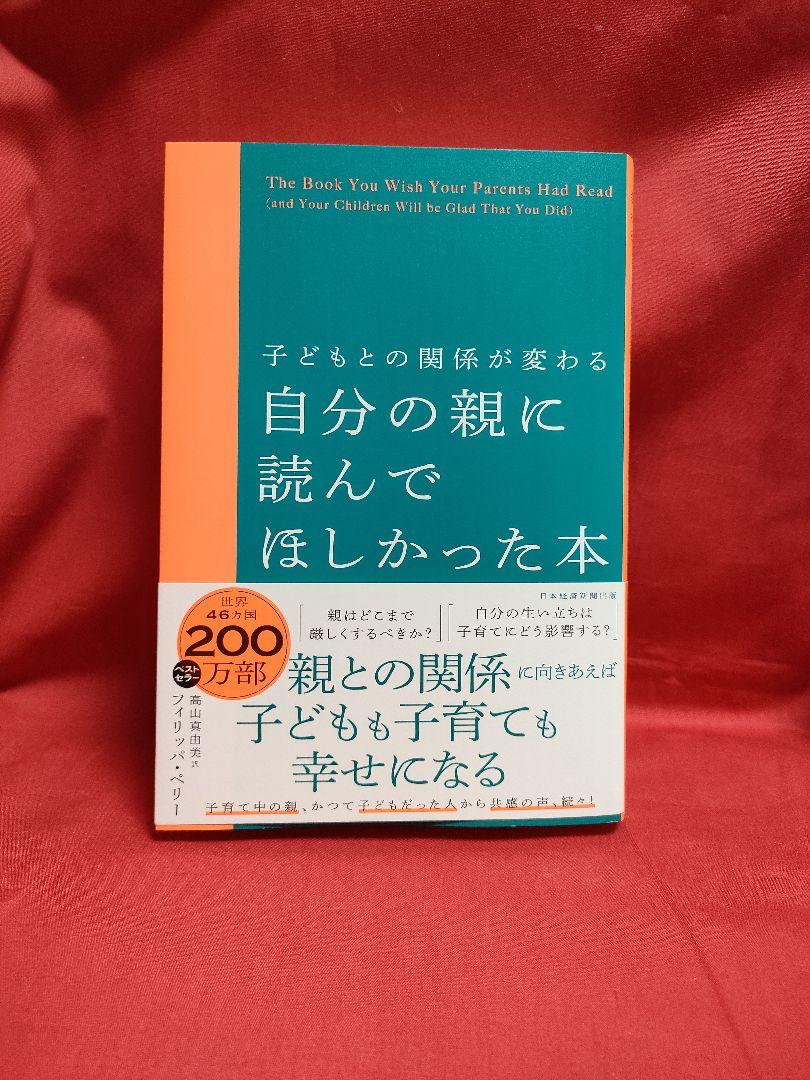 The Book You Wish Your Parents Had Read
(and Your Children Will be Glad That You Did)
子どもとの関係が変わる
自分の親に
読んで
ほしかった本
日本経済新聞出版
世界
46カ国
200
万部
ベスト
セラー
「親はどこまで
厳しくするべきか?」
「自分の生い立ちは
子育てにどう影響する?」
親との関係に向きあえば
子どもも子育ても
幸せになる
高山真由美 訳
フィリッパ・ペリー
子育て中の親、かつて子どもだった人から共感の声、続々!